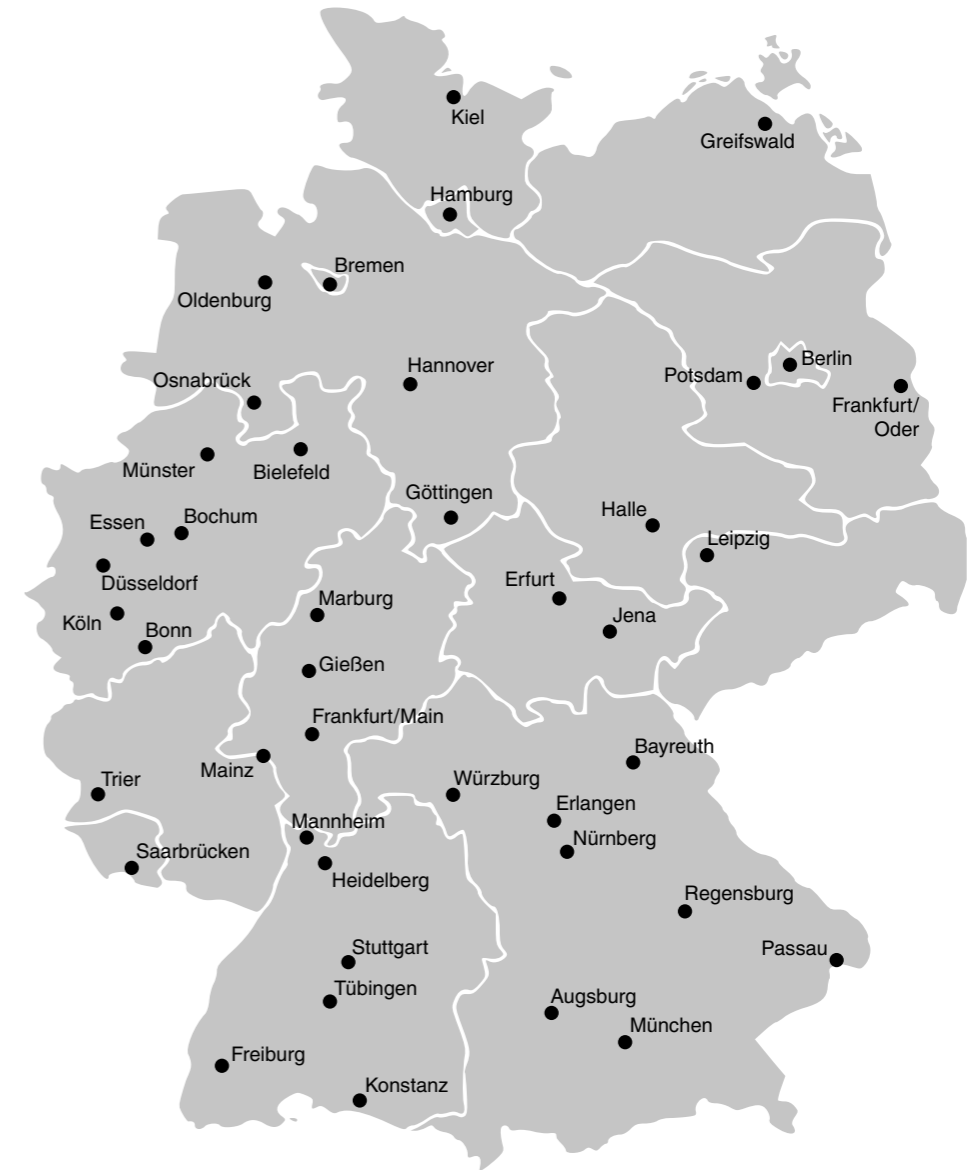 Kiel
Greifswald
Hamburg
Bremen
Oldenburg
Hannover
Berlin
Potsdam
Osnabrück
Frankfurt/
Oder
Münster
Bielefeld
Göttingen
Halle
Essen
Bochum
Leipzig
Düsseldorf
Erfurt
Marburg
Köln
Bonn
Jena
Gießen
Frankfurt/Main
Bayreuth
Mainz
Trier
Würzburg
Erlangen
Mannheim
Nürnberg
Saarbrücken
Heidelberg
Regensburg
Stuttgart
Passau
Tübingen
Augsburg
München
Freiburg
Konstanz